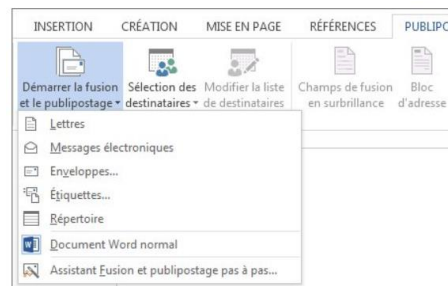 INSERTION CRÉATION MISE EN PAGE RÉFÉRENCES PUBLIPO
Démarrer la fusion Sélection des Modifier la liste Champs de fusion Bloc
et le publipostage destinataires de destinataires en surbrillance d'adresse
Lettres
Messages électroniques
Enveloppes...
Étiquettes...
Répertoire
Document Word normal
Assistant Fusion et publipostage pas à pas...